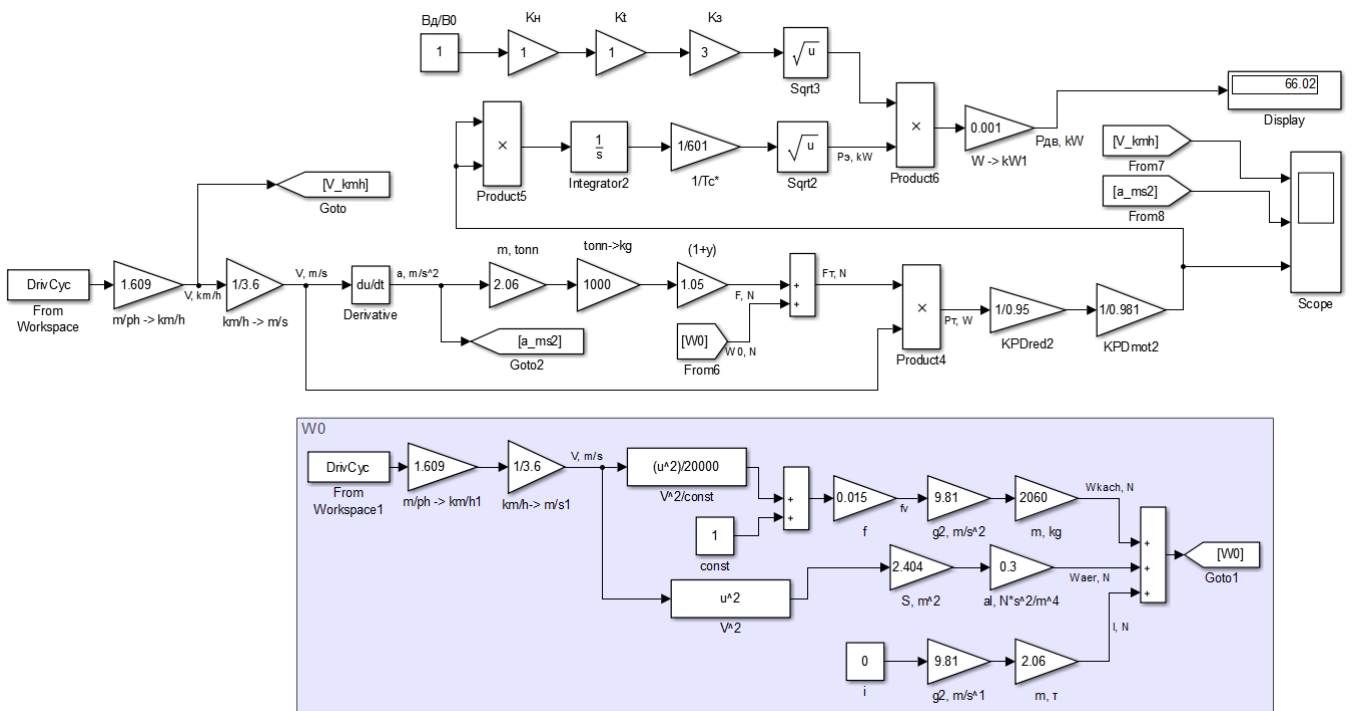 Вд/В0
Kн
Kt
Kз
1
1
1
3
√u
Sqrt3
66.02
Display
×
Product5
1
s
Integrator2
1/601
1/Tc*
√u
Sqrt2
Pэ, kW
×
Product6
0.001
W -> kW1
Pдв, kW
[V_kmh]
From7
[a_ms2]
From8
Scope
[V_kmh]
Goto
DrivCyc
From
Workspace
1.609
m/ph -> km/h
V, km/h
1/3.6
km/h -> m/s
V, m/s
du/dt
Derivative
a, m/s^2
m, tonn
2.06
tonn->kg
1000
(1+y)
1.05
F, N
Fт, N
[a_ms2]
Goto2
[W0]
From6
W0, N
×
Product4
Pт, W
1/0.95
KPDred2
1/0.981
KPDmot2
W0
DrivCyc
From
Workspace1
1.609
m/ph -> km/h1
1/3.6
km/h-> m/s1
V, m/s
(u^2)/20000
V^2/const
1
const
0.015
f
fv
9.81
g2, m/s^2
2060
m, kg
Wkach, N
u^2
V^2
2.404
S, m^2
0.3
al, N*s^2/m^4
Waer, N
0
i
9.81
g2, m/s^1
2.06
m, т
I, N
[W0]
Goto1